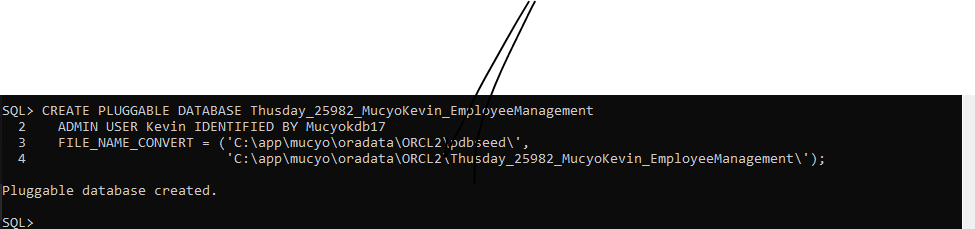 SQL> CREATE PLUGGABLE DATABASE Thusday_25982_MucyoKevin_EmployeeManagement
2 ADMIN USER Kevin IDENTIFIED BY Mucyokdb17
3 FILE_NAME_CONVERT = ('C:\app\mucyo\oradata\ORCL2\pdbseed\',
4 'C:\app\mucyo\oradata\ORCL2\Thusday_25982_MucyoKevin_EmployeeManagement\');
Pluggable database created.
SQL>